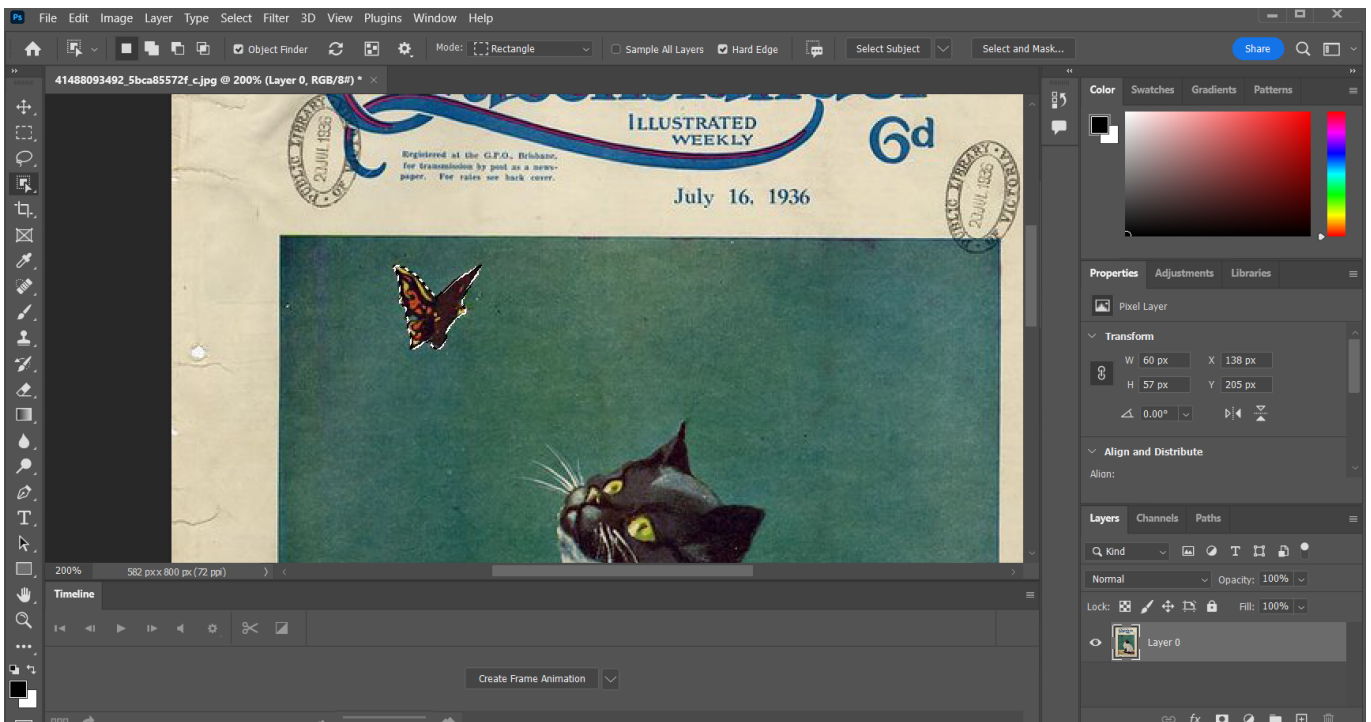 Ps File Edit Image Layer Type Select Filter 3D View Plugins Window Help
Object Finder Mode: Rectangle Sample All Layers Hard Edge Select Subject Select and Mask... Share
41488093492_5bca85572f_c.jpg @ 200% (Layer 0, RGB/8#) * ×
ILLUSTRATED
WEEKLY
6d
Registered at the G.P.O., Brisbane,
for transmission by post as a news-
paper. For rates see back cover.
July 16, 1936
PUBLIC LIBRARY OF VICTORIA
20 JUL 1936
PUBLIC LIBRARY OF VICTORIA
20 JUL 1936
200% 582 px x 800 px (72 ppi)
Timeline
Create Frame Animation
Color Swatches Gradients Patterns
Properties Adjustments Libraries
Pixel Layer
Transform
W 60 px X 138 px
H 57 px Y 205 px
0.00°
Align and Distribute
Align:
Layers Channels Paths
Kind
Normal Opacity: 100%
Lock: Fill: 100%
Layer 0
fx